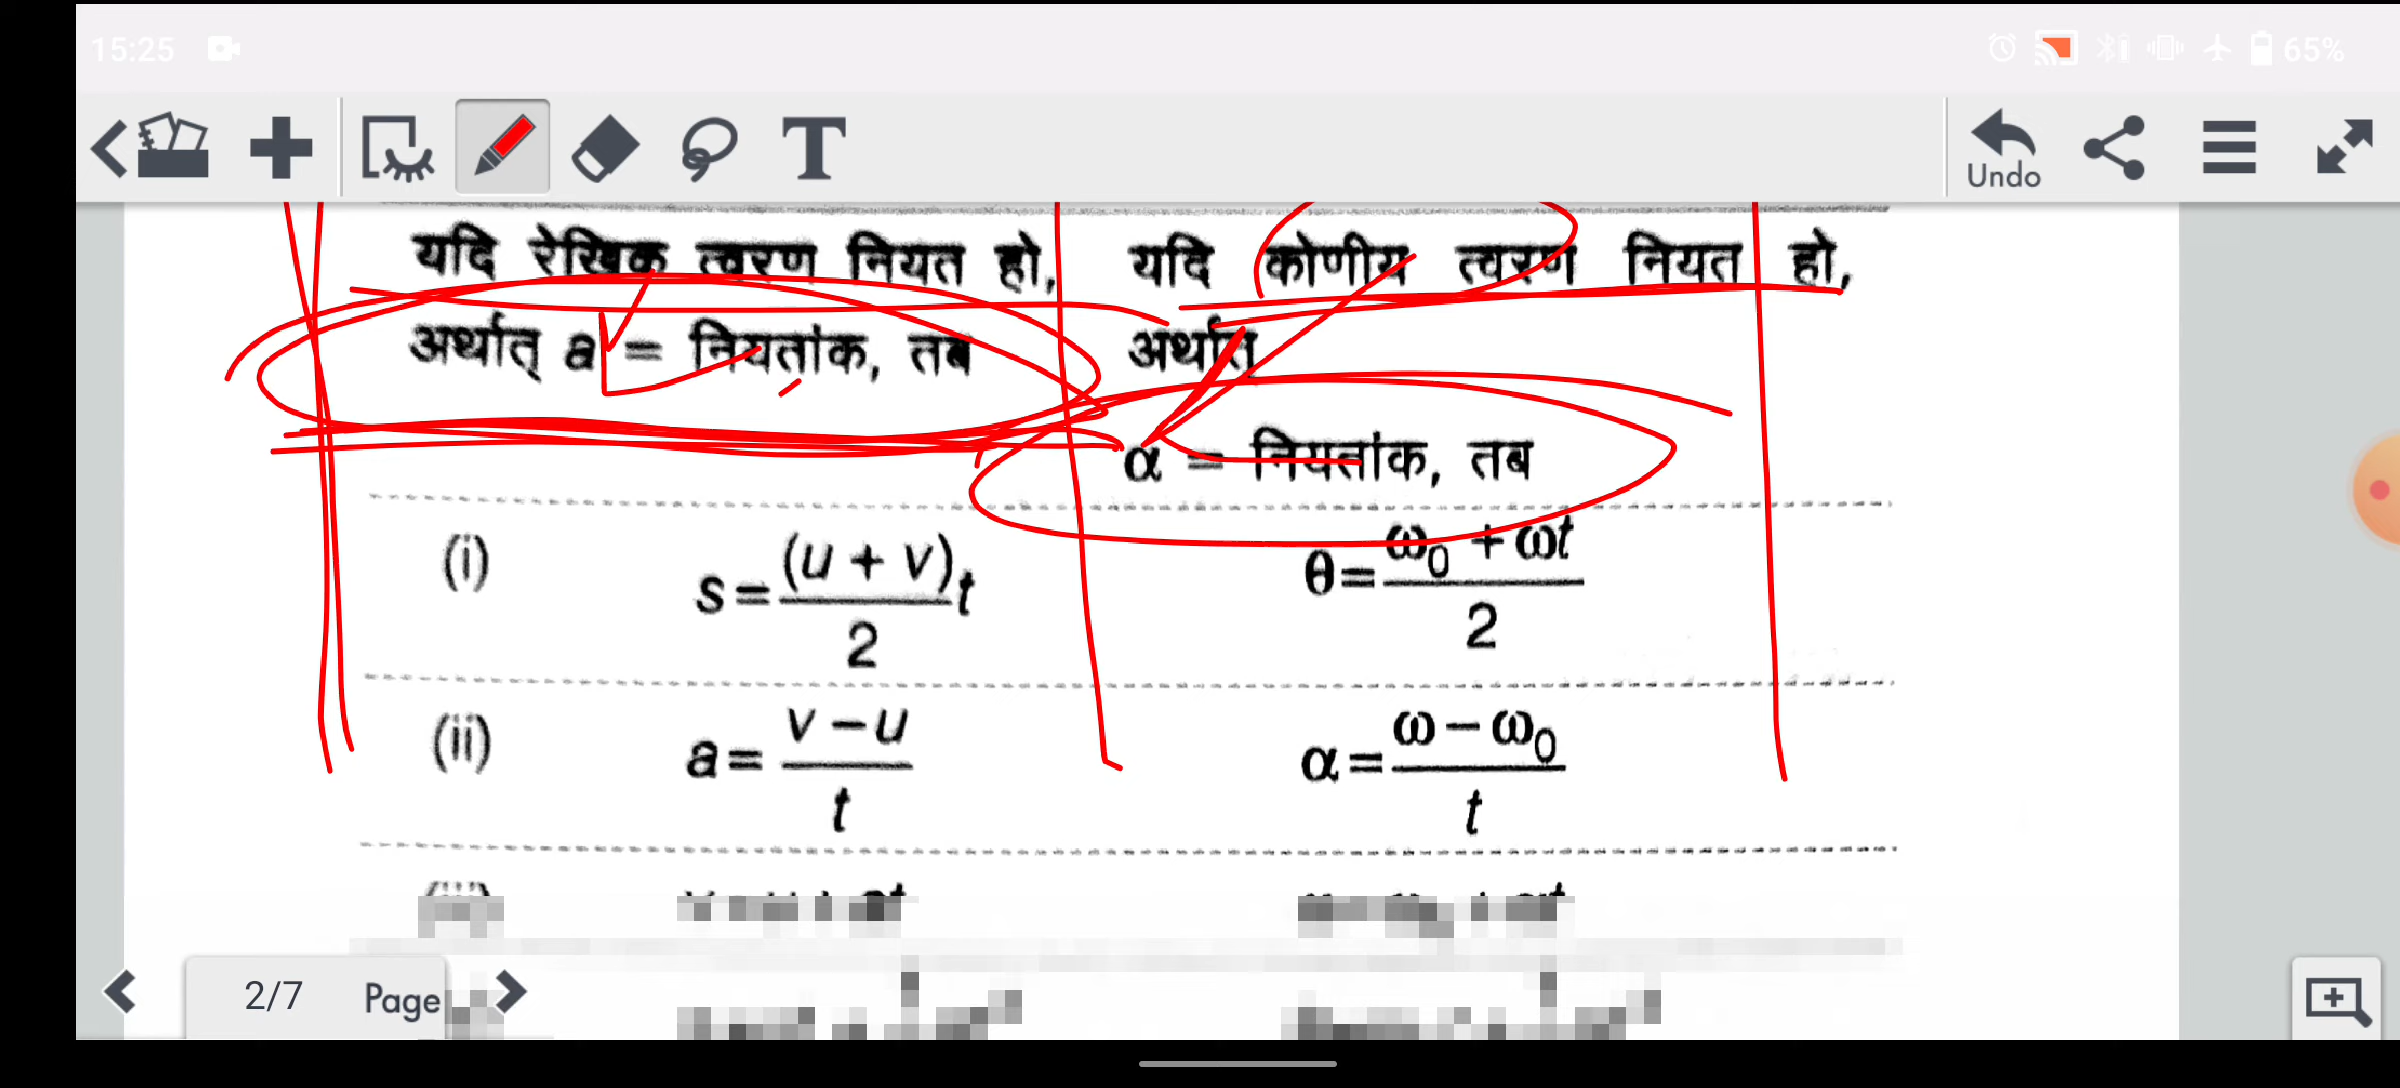 15:25
65%
T
Undo
यदि रेखिक त्वरण नियत हो, यदि कोणीय त्वरण नियत हो,
अर्थात् a = नियतांक, तब अर्थात्
α = नियतांक, तब
(i) s = (u + v)/2 t θ = ω₀ + ωt/2
(ii) a = v − u/t α = ω − ω₀/t
2/7 Page